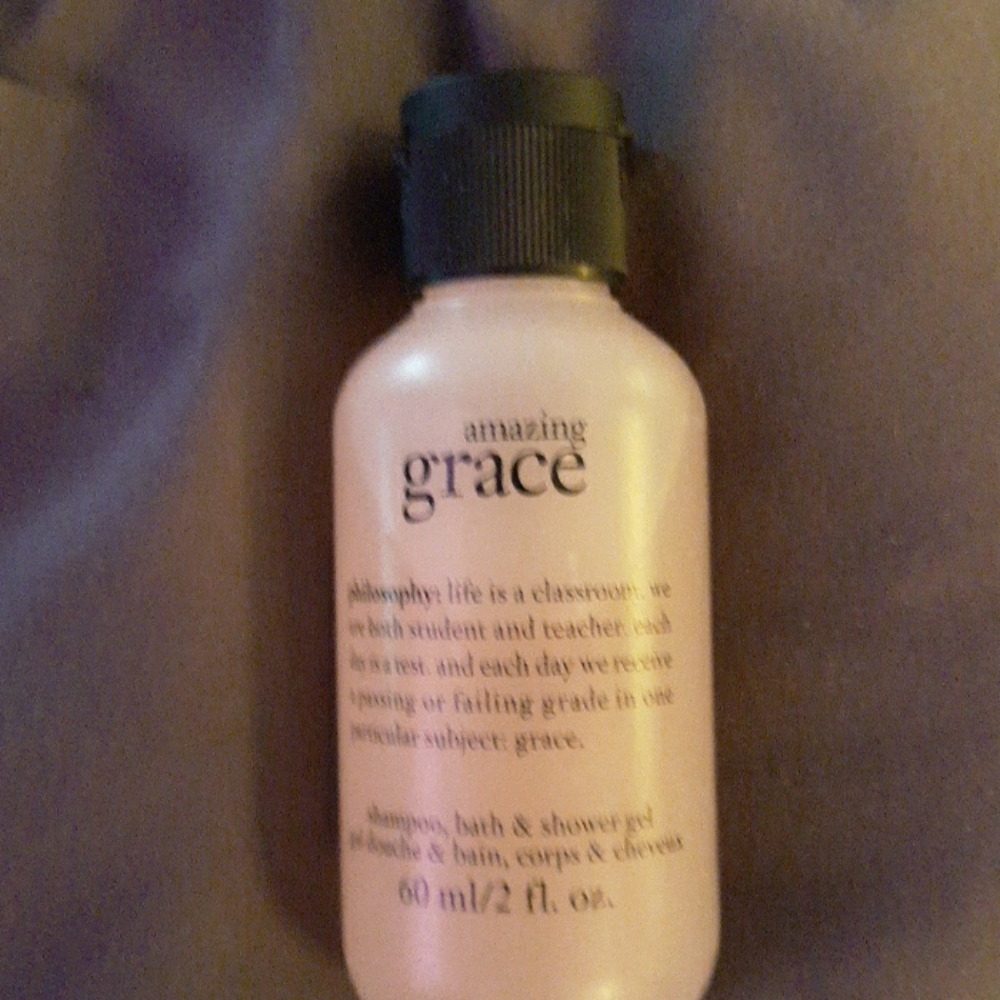 amazing
grace
philosophy: life is a classroom. we
are both student and teacher. each
day is a test. and each day we receive
a passing or failing grade in one
particular subject: grace.
shampoo, bath & shower gel
gel douche & bain, corps & cheveux
60 ml/2 fl. oz.